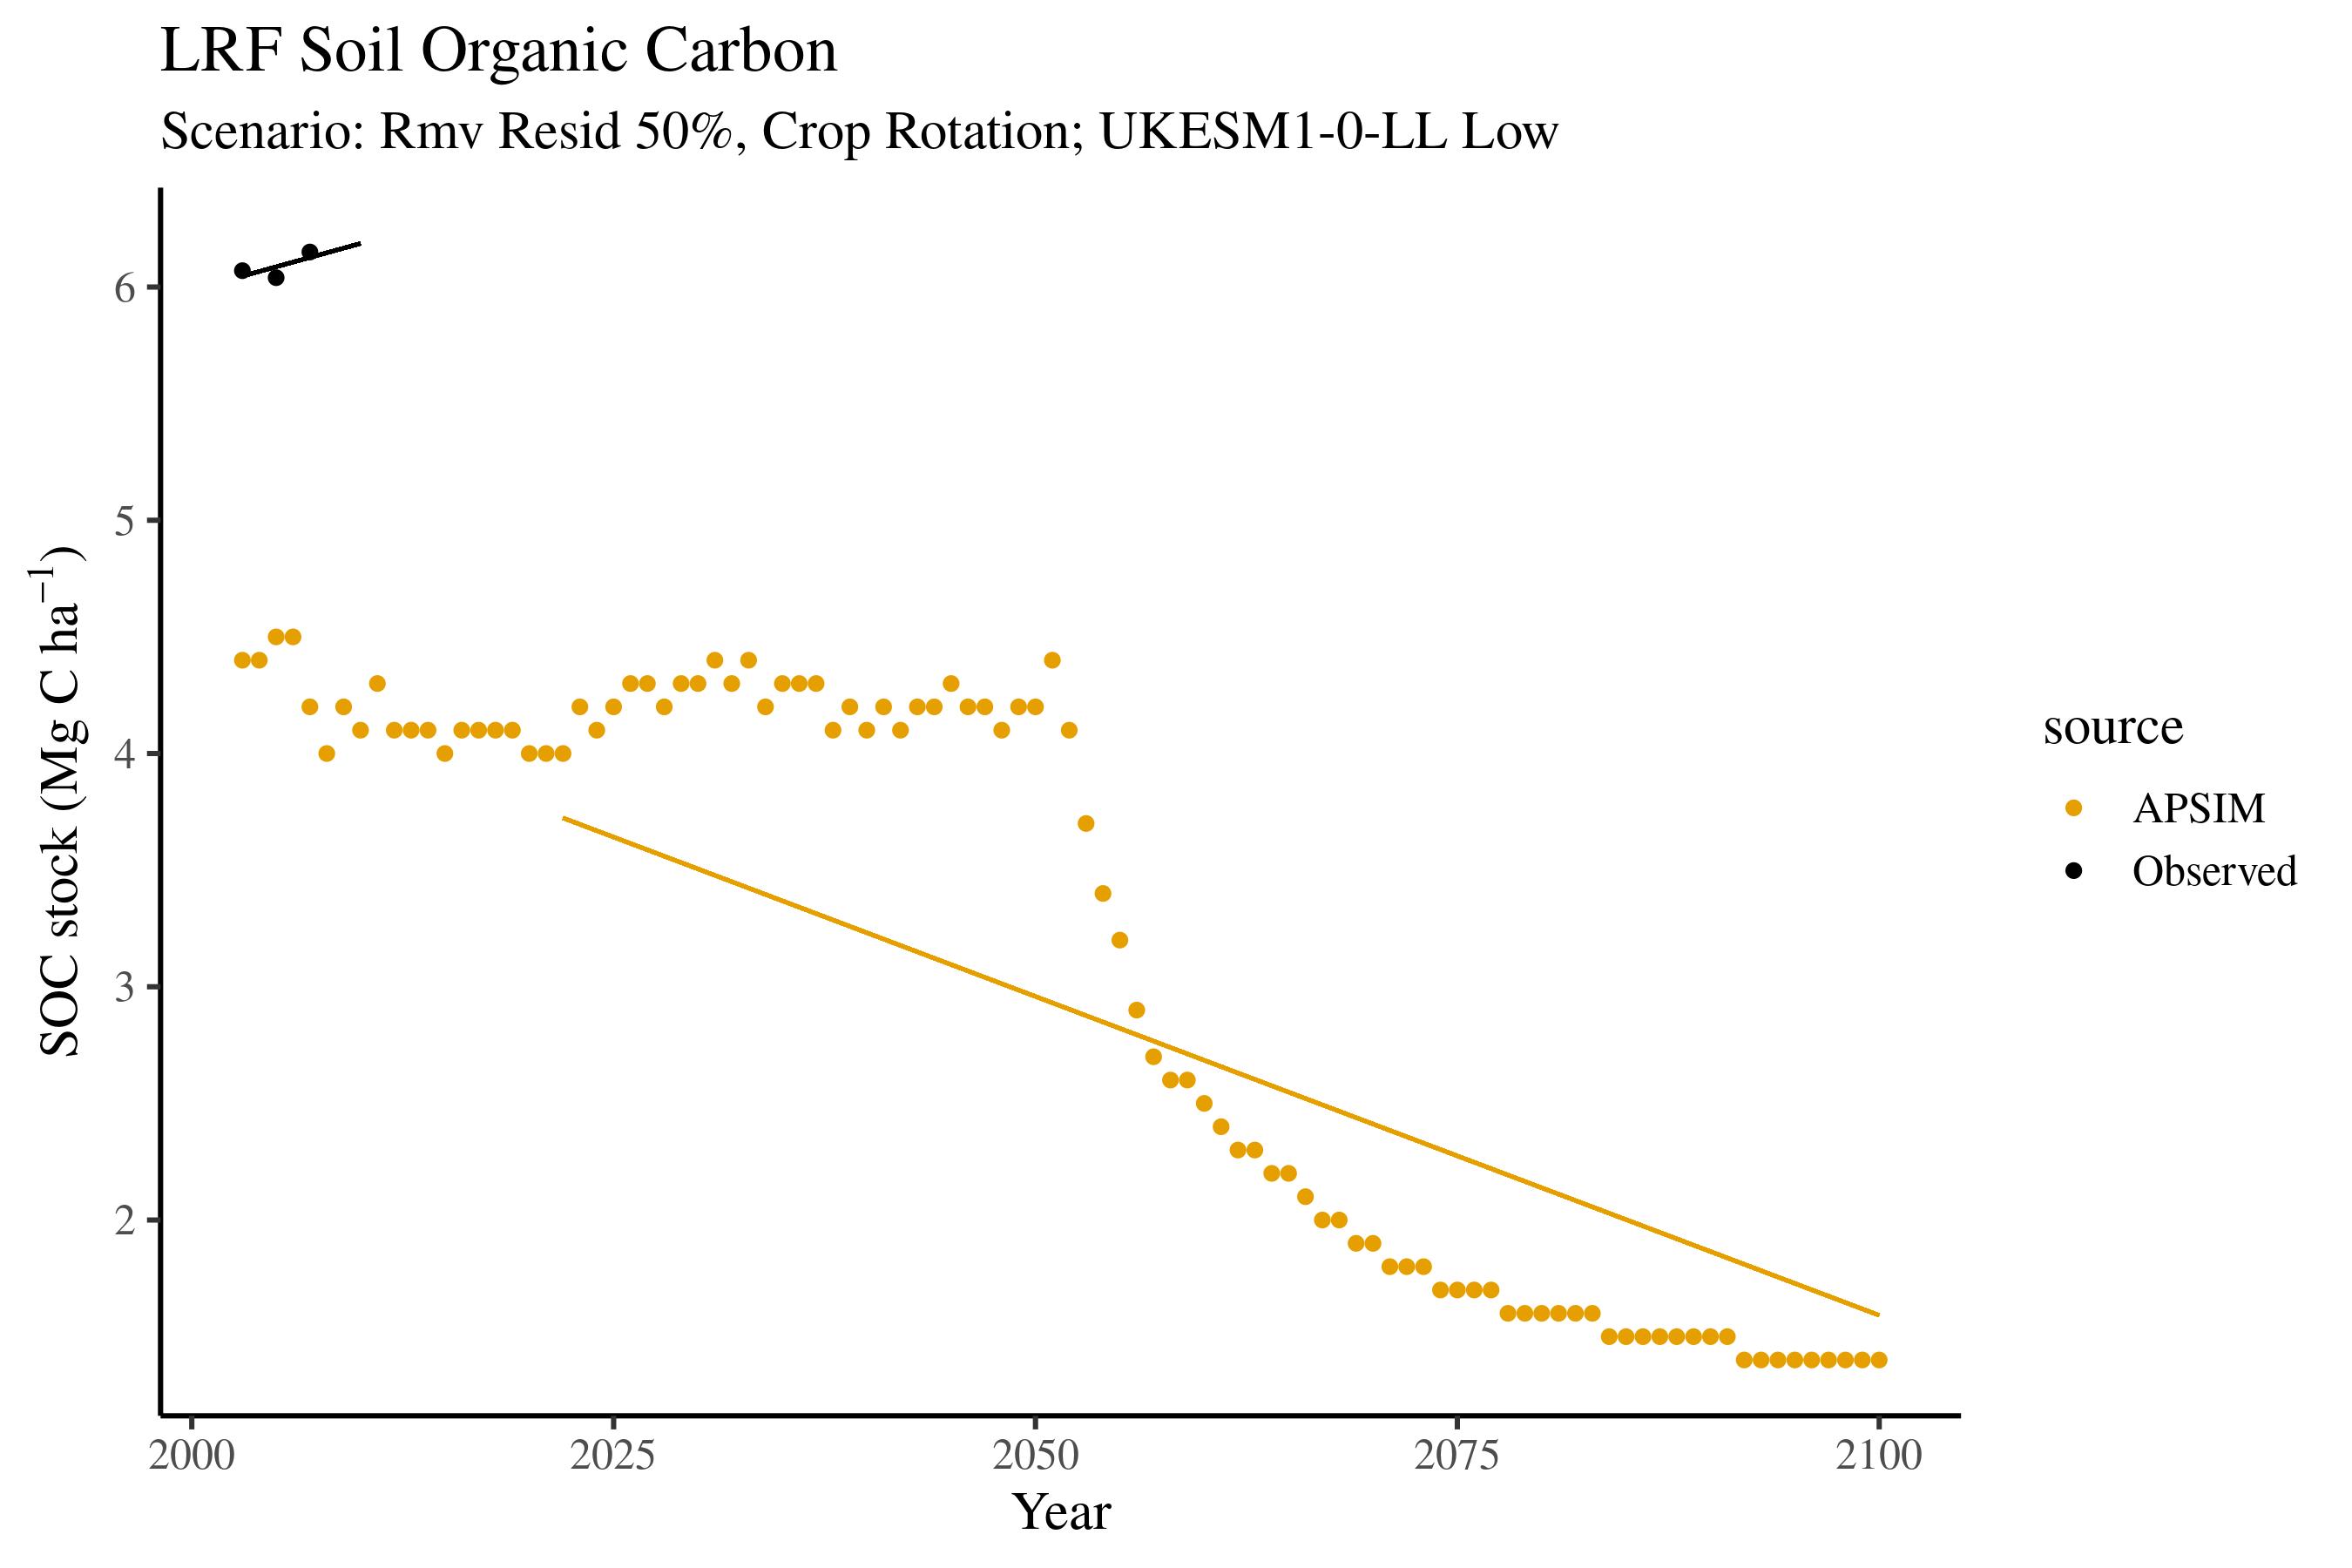 LRF Soil Organic Carbon
Scenario: Rmv Resid 50%, Crop Rotation; UKESM1-0-LL Low
SOC stock (Mg C ha⁻¹)
6
5
4
3
2
2000 2025 2050 2075 2100
Year
source
APSIM
Observed